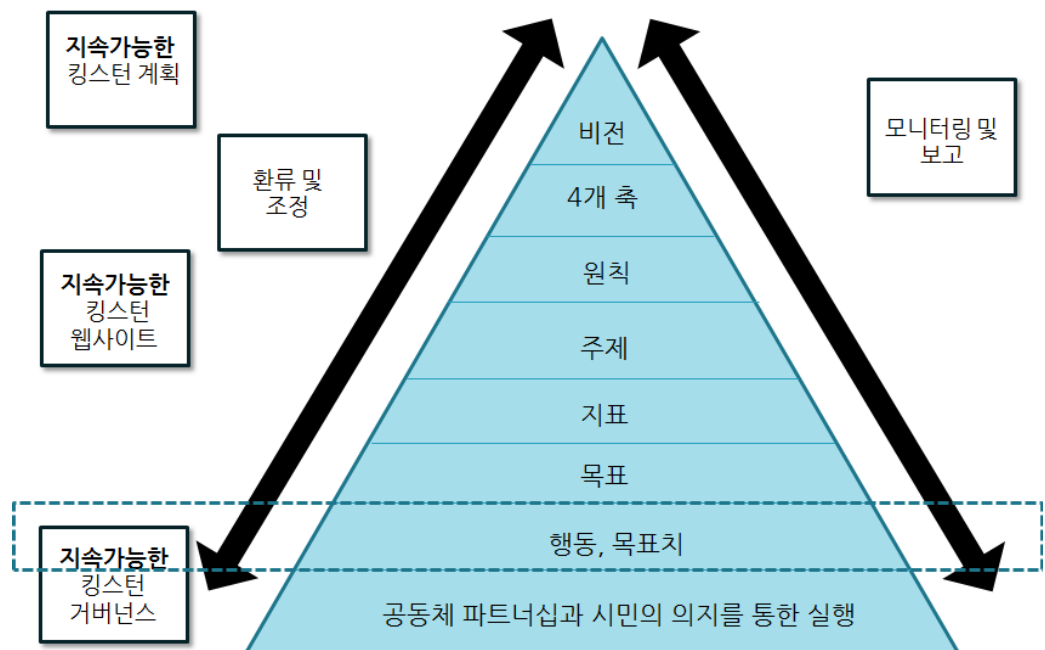 지속가능한
킹스턴 계획
환류 및
조정
지속가능한
킹스턴
웹사이트
지속가능한
킹스턴
거버넌스
비전
4개 축
원칙
주제
지표
목표
행동, 목표치
공동체 파트너십과 시민의 의지를 통한 실행
모니터링 및
보고